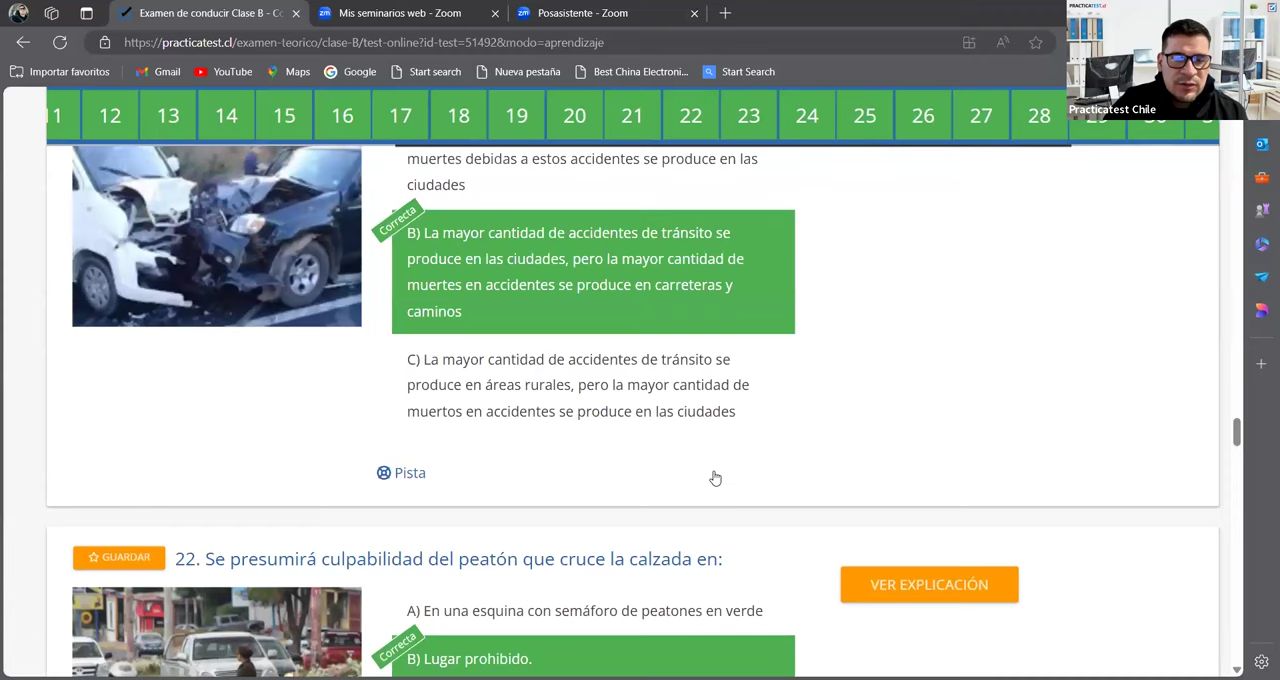 Examen de conducir Clase B - Co
Mis seminarios web - Zoom
Posasistente - Zoom
https://practicatest.cl/examen-teorico/clase-B/test-online?id-test=51492&modo=aprendizaje
Importar favoritos
Gmail
YouTube
Maps
Google
Start search
Nueva pestaña
Best China Electroni...
Start Search
PRACTICATEST.cl
Practicatest Chile
11 12 13 14 15 16 17 18 19 20 21 22 23 24 25 26 27 28 29 30
muertes debidas a estos accidentes se produce en las
ciudades
Correcta
B) La mayor cantidad de accidentes de tránsito se
produce en las ciudades, pero la mayor cantidad de
muertes en accidentes se produce en carreteras y
caminos
C) La mayor cantidad de accidentes de tránsito se
produce en áreas rurales, pero la mayor cantidad de
muertos en accidentes se produce en las ciudades
Pista
GUARDAR
22. Se presumirá culpabilidad del peatón que cruce la calzada en:
VER EXPLICACIÓN
A) En una esquina con semáforo de peatones en verde
Correcta
B) Lugar prohibido.